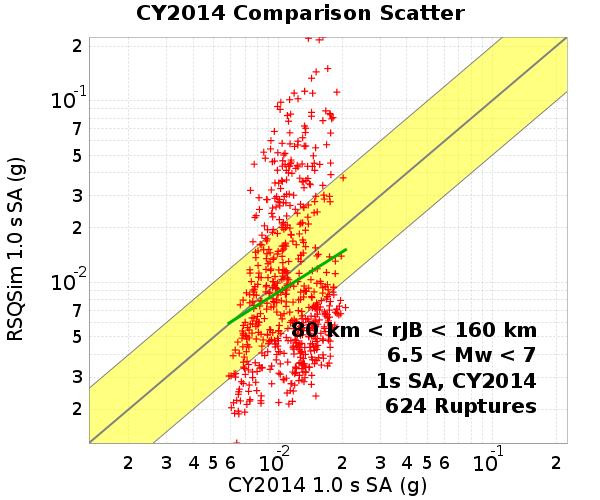 CY2014 Comparison Scatter
RSQSim 1.0 s SA (g)
2
10-1
7
5
3
2
10-2
7
5
3
2
80 km < rJB < 160 km
6.5 < Mw < 7
1s SA, CY2014
624 Ruptures
2 3 4 5 6 10-2 2 3 4 5 6 10-1 2
CY2014 1.0 s SA (g)